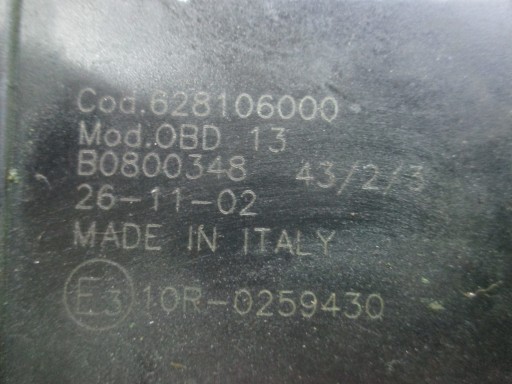 Cod.628106000
Mod.OBD 13
B0800348 43/2/3
26-11-02
MADE IN ITALY
E3 10R-0259430